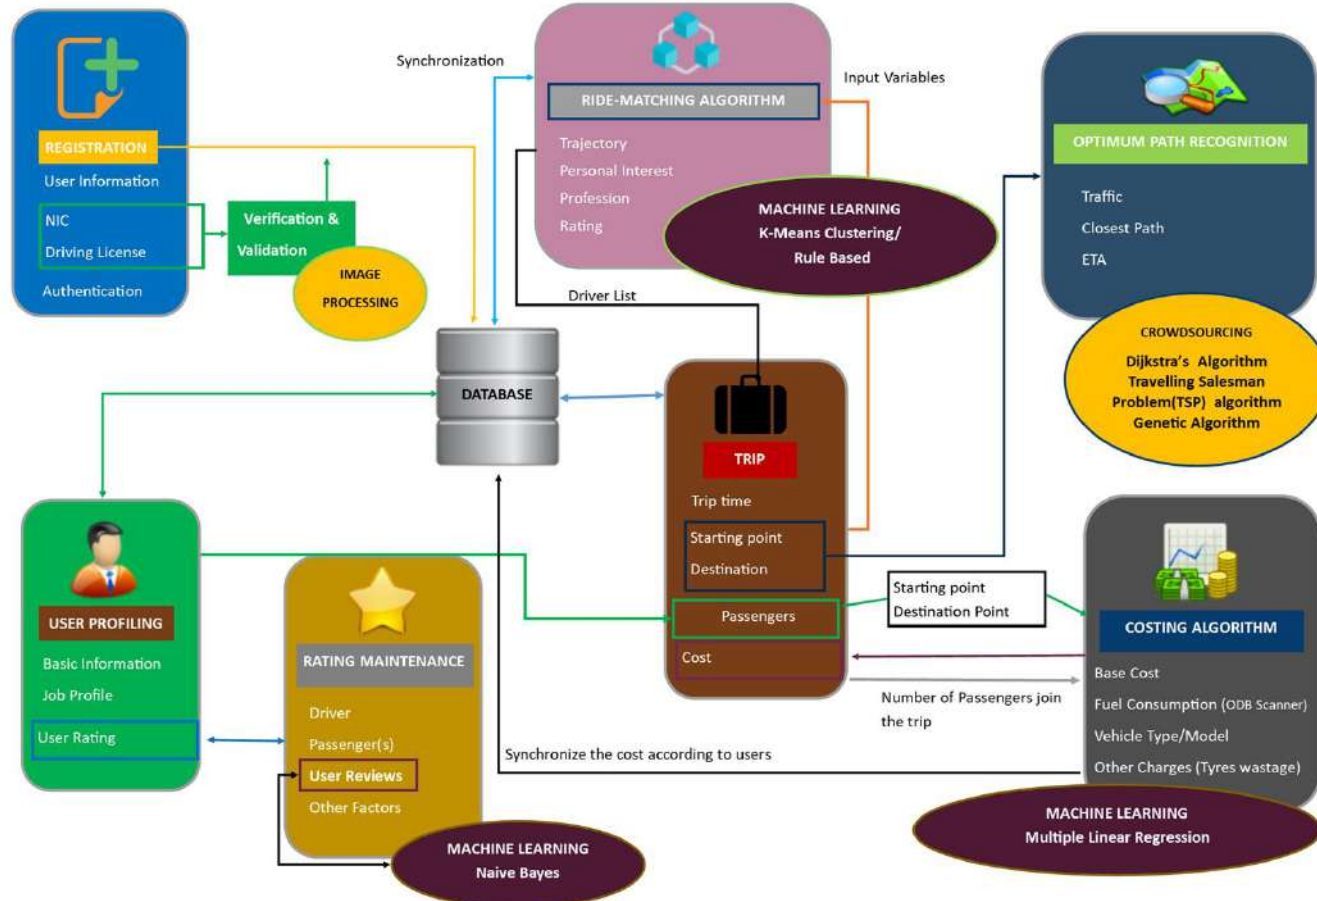 REGISTRATION
User Information
NIC
Driving License
Authentication
Verification &
Validation
IMAGE
PROCESSING
Synchronization
RIDE-MATCHING ALGORITHM
Trajectory
Personal Interest
Profession
Rating
Input Variables
MACHINE LEARNING
K-Means Clustering/
Rule Based
Driver List
OPTIMUM PATH RECOGNITION
Traffic
Closest Path
ETA
CROWDSOURCING
Dijkstra's Algorithm
Travelling Salesman
Problem(TSP) algorithm
Genetic Algorithm
DATABASE
TRIP
Trip time
Starting point
Destination
Passengers
Cost
Starting point
Destination Point
Number of Passengers join
the trip
COSTING ALGORITHM
Base Cost
Fuel Consumption (ODB Scanner)
Vehicle Type/Model
Other Charges (Tyres wastage)
MACHINE LEARNING
Multiple Linear Regression
USER PROFILING
Basic Information
Job Profile
User Rating
RATING MAINTENANCE
Driver
Passenger(s)
User Reviews
Other Factors
Synchronize the cost according to users
MACHINE LEARNING
Naive Bayes